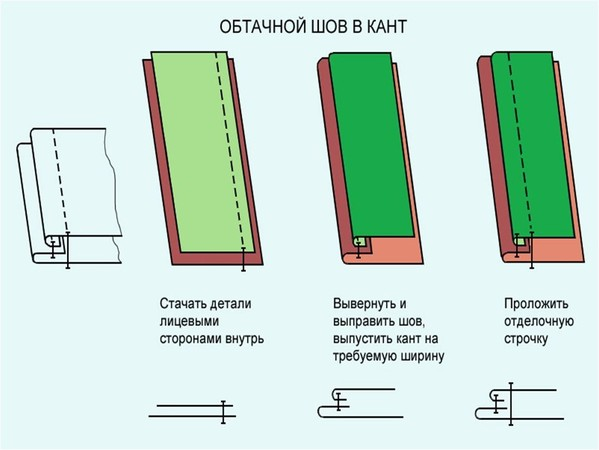 ОБТАЧНОЙ ШОВ В КАНТ
Стачать детали
лицевыми
сторонами внутрь
Вывернуть и
выправить шов,
выпустить кант на
требуемую ширину
Проложить
отделочную
строчку